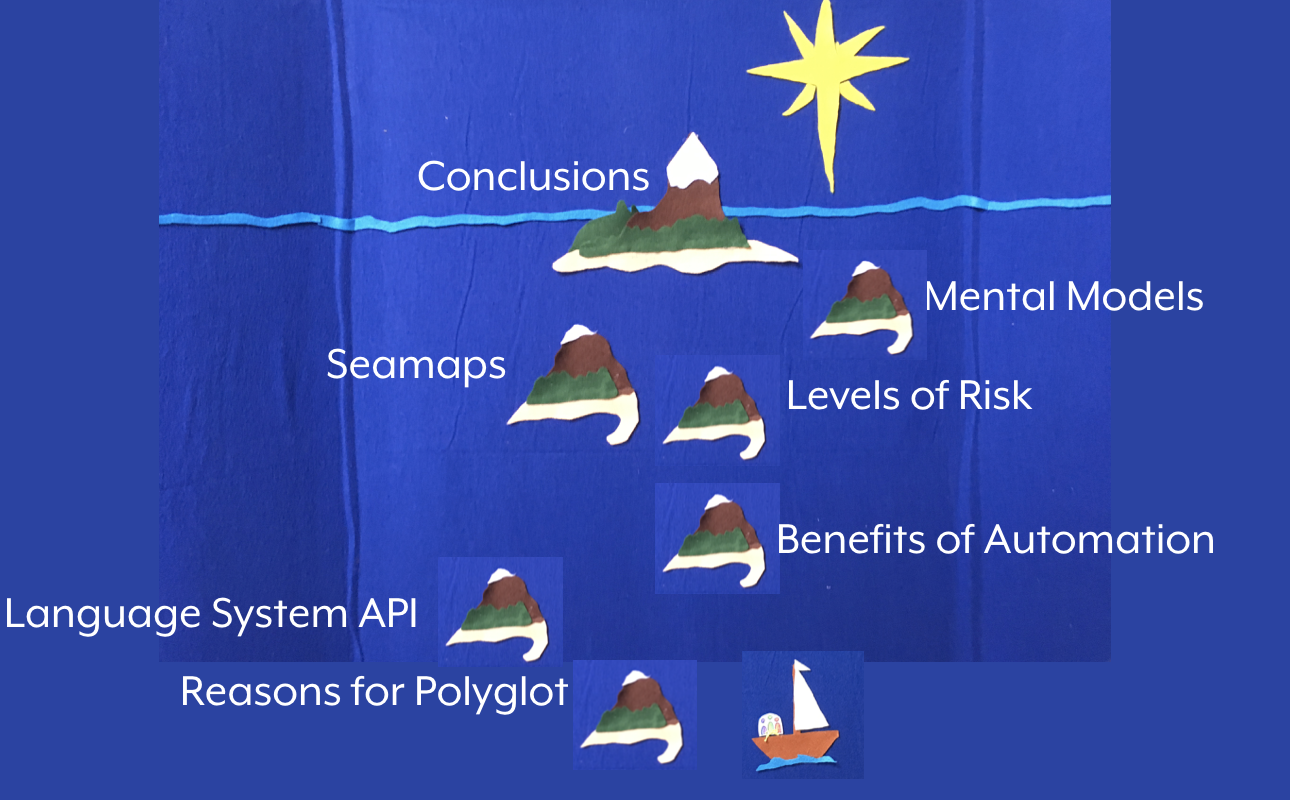 Conclusions
Mental Models
Seamaps
Levels of Risk
Benefits of Automation
Language System API
Reasons for Polyglot